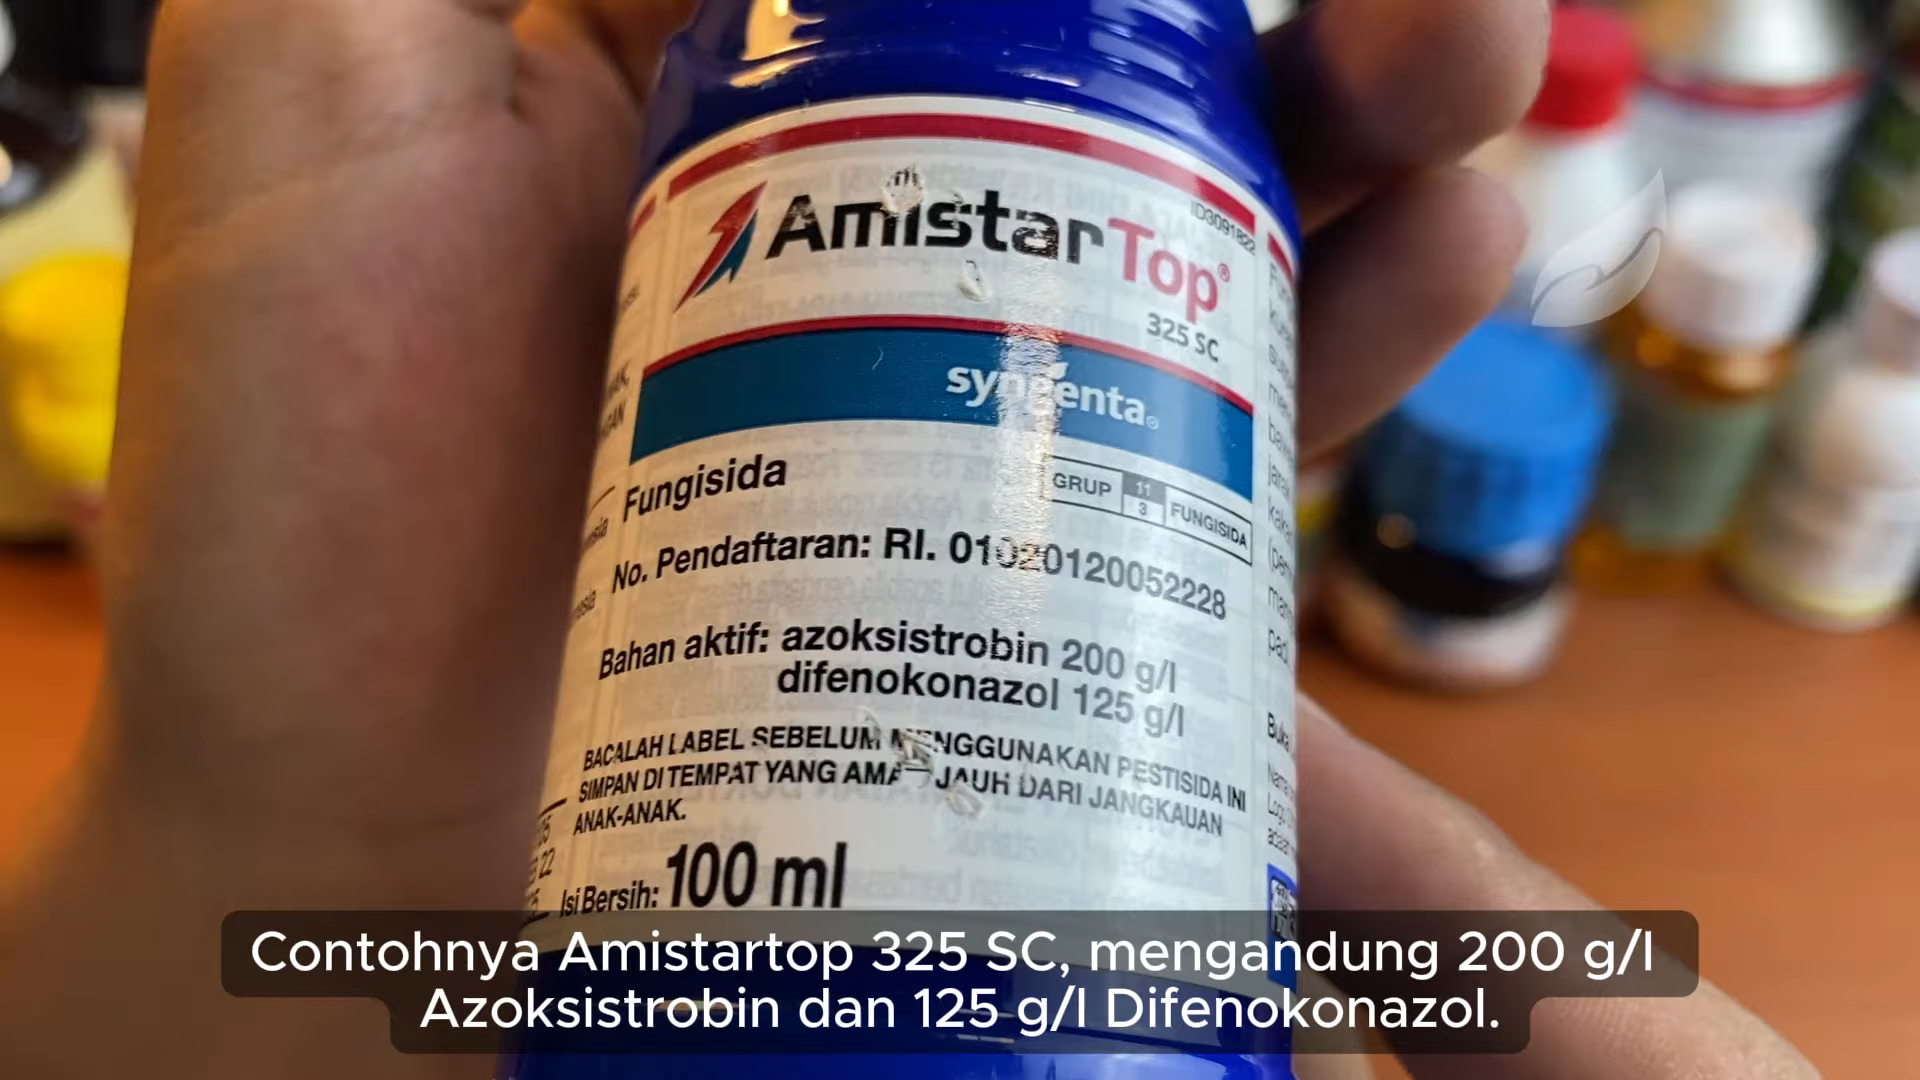 AmistarTop®
ID3091822
325 SC
syngenta®
Fungisida
GRUP 11 3 FUNGISIDA
No. Pendaftaran: RI. 01020120052228
Bahan aktif: azoksistrobin 200 g/l
difenokonazol 125 g/l
BACALAH LABEL SEBELUM MENGGUNAKAN PESTISIDA INI
SIMPAN DI TEMPAT YANG AMAN JAUH DARI JANGKAUAN
ANAK-ANAK.
Isi Bersih: 100 ml
Contohnya Amistartop 325 SC, mengandung 200 g/l
Azoksistrobin dan 125 g/l Difenokonazol.